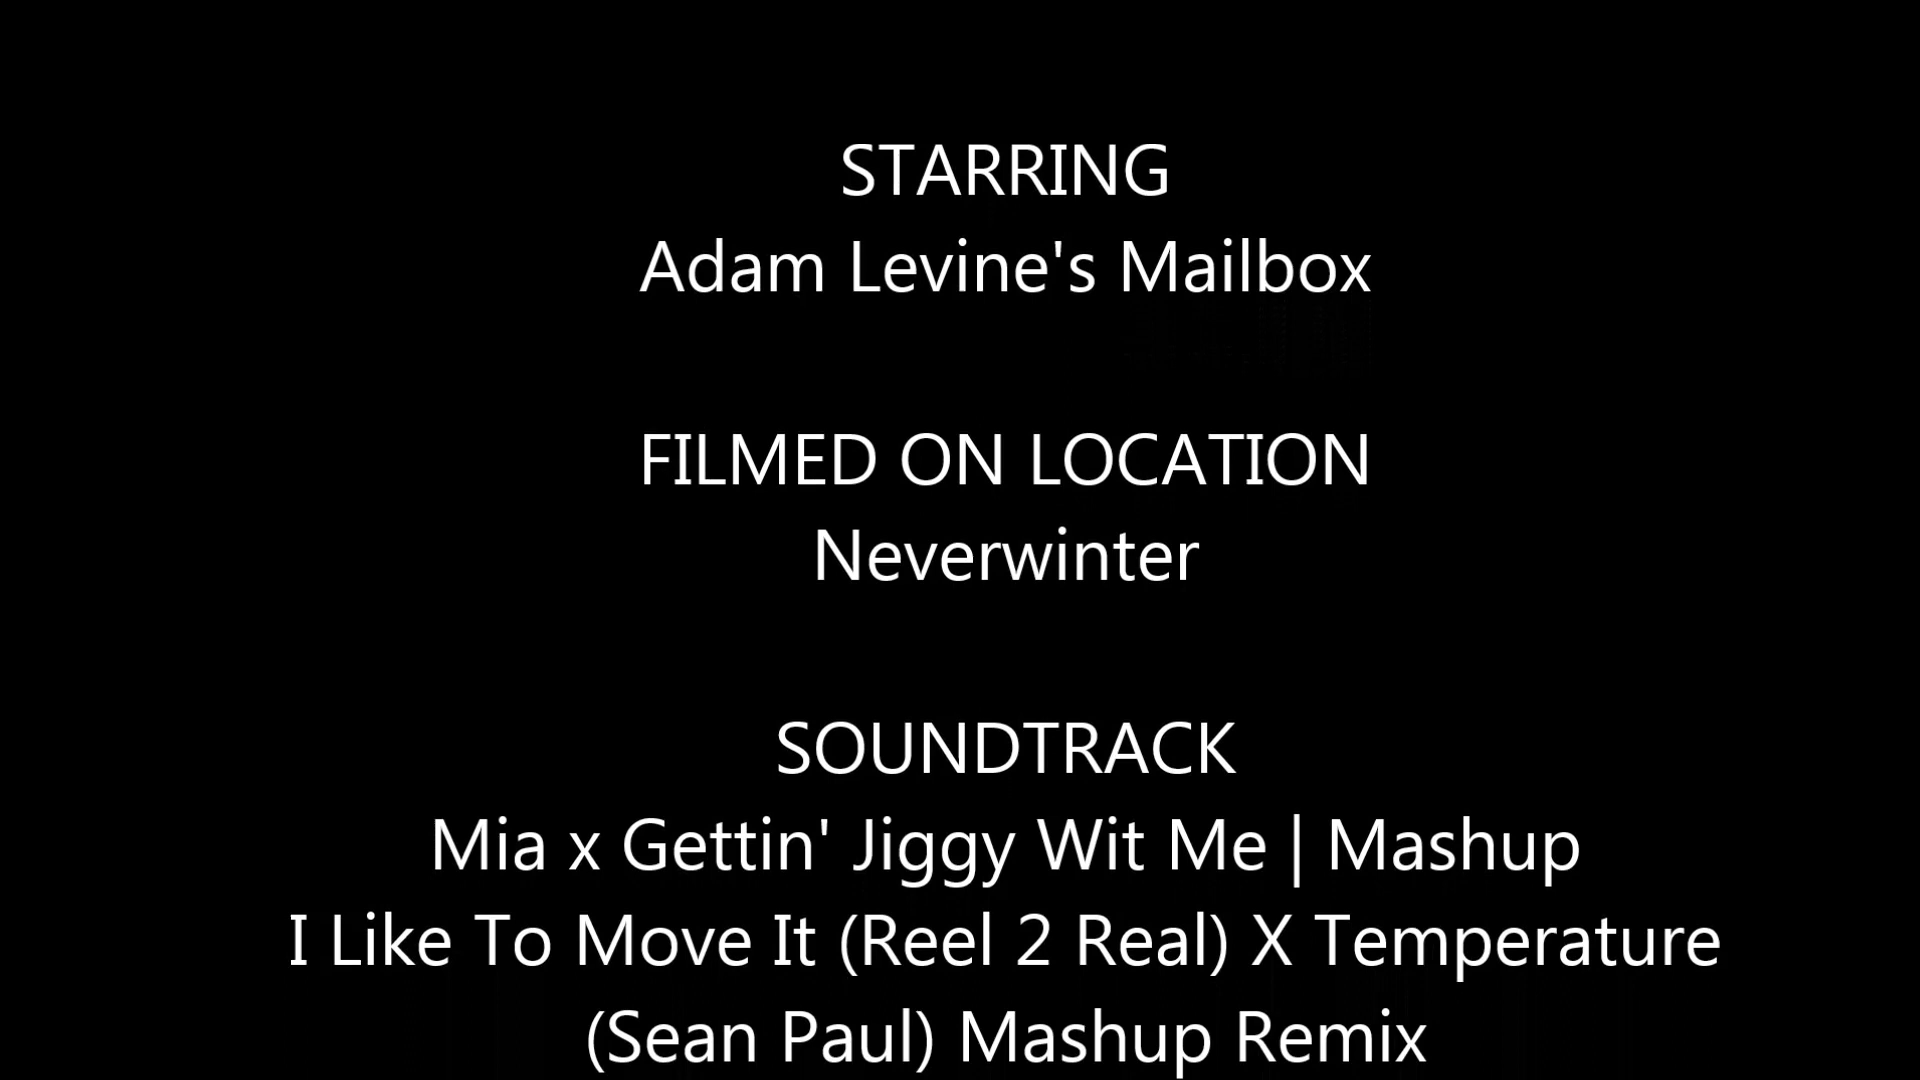 STARRING
Adam Levine's Mailbox
FILMED ON LOCATION
Neverwinter
SOUNDTRACK
Mia x Gettin' Jiggy Wit Me | Mashup
I Like To Move It (Reel 2 Real) X Temperature
(Sean Paul) Mashup Remix